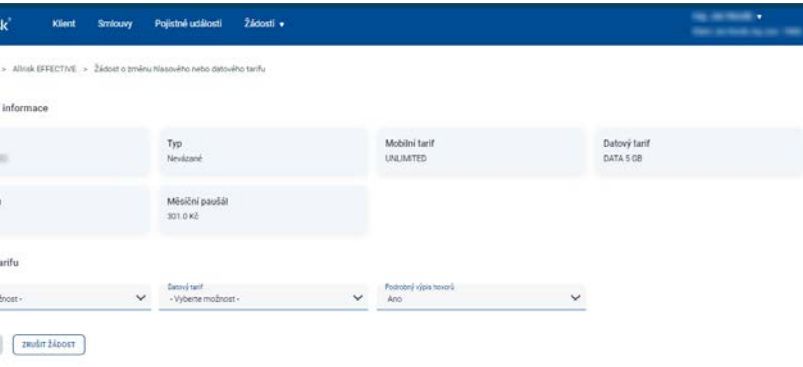 Klient Smlouvy Pojistné události Žádosti
> Allrisk EFFECTIVE > Žádost o změnu hlasového nebo datového tarifu
informace
Typ Mobilní tarif Datový tarif
Nevázané UNLIMITED DATA 5 GB
Měsíční paušál
301.0 Kč
Datový tarif Podrobný výpis hovorů
- Vyberte možnost - Ano
ZRUŠIT ŽÁDOST